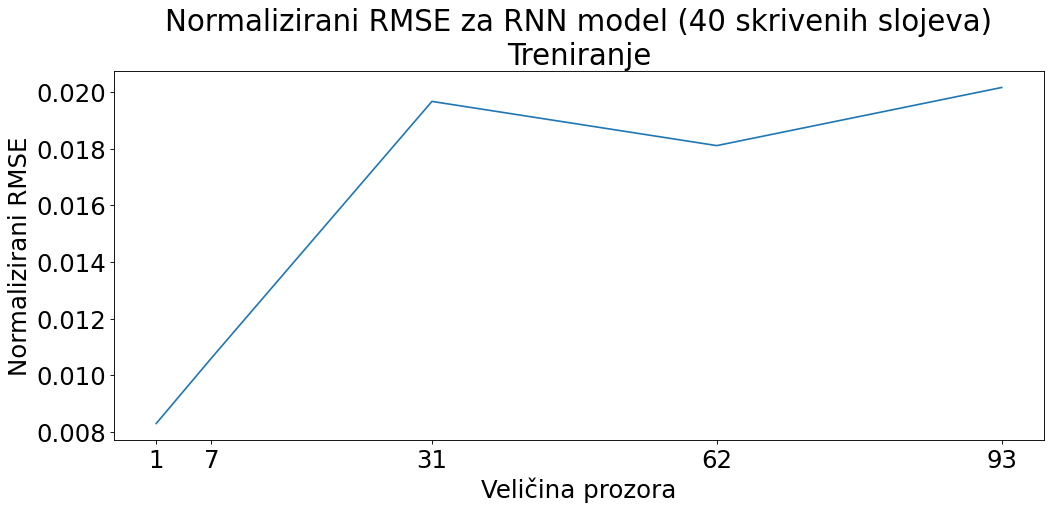 Normalizirani RMSE za RNN model (40 skrivenih slojeva)
Treniranje
Normalizirani RMSE
0.020
0.018
0.016
0.014
0.012
0.010
0.008
1 7 31 62 93
Veličina prozora